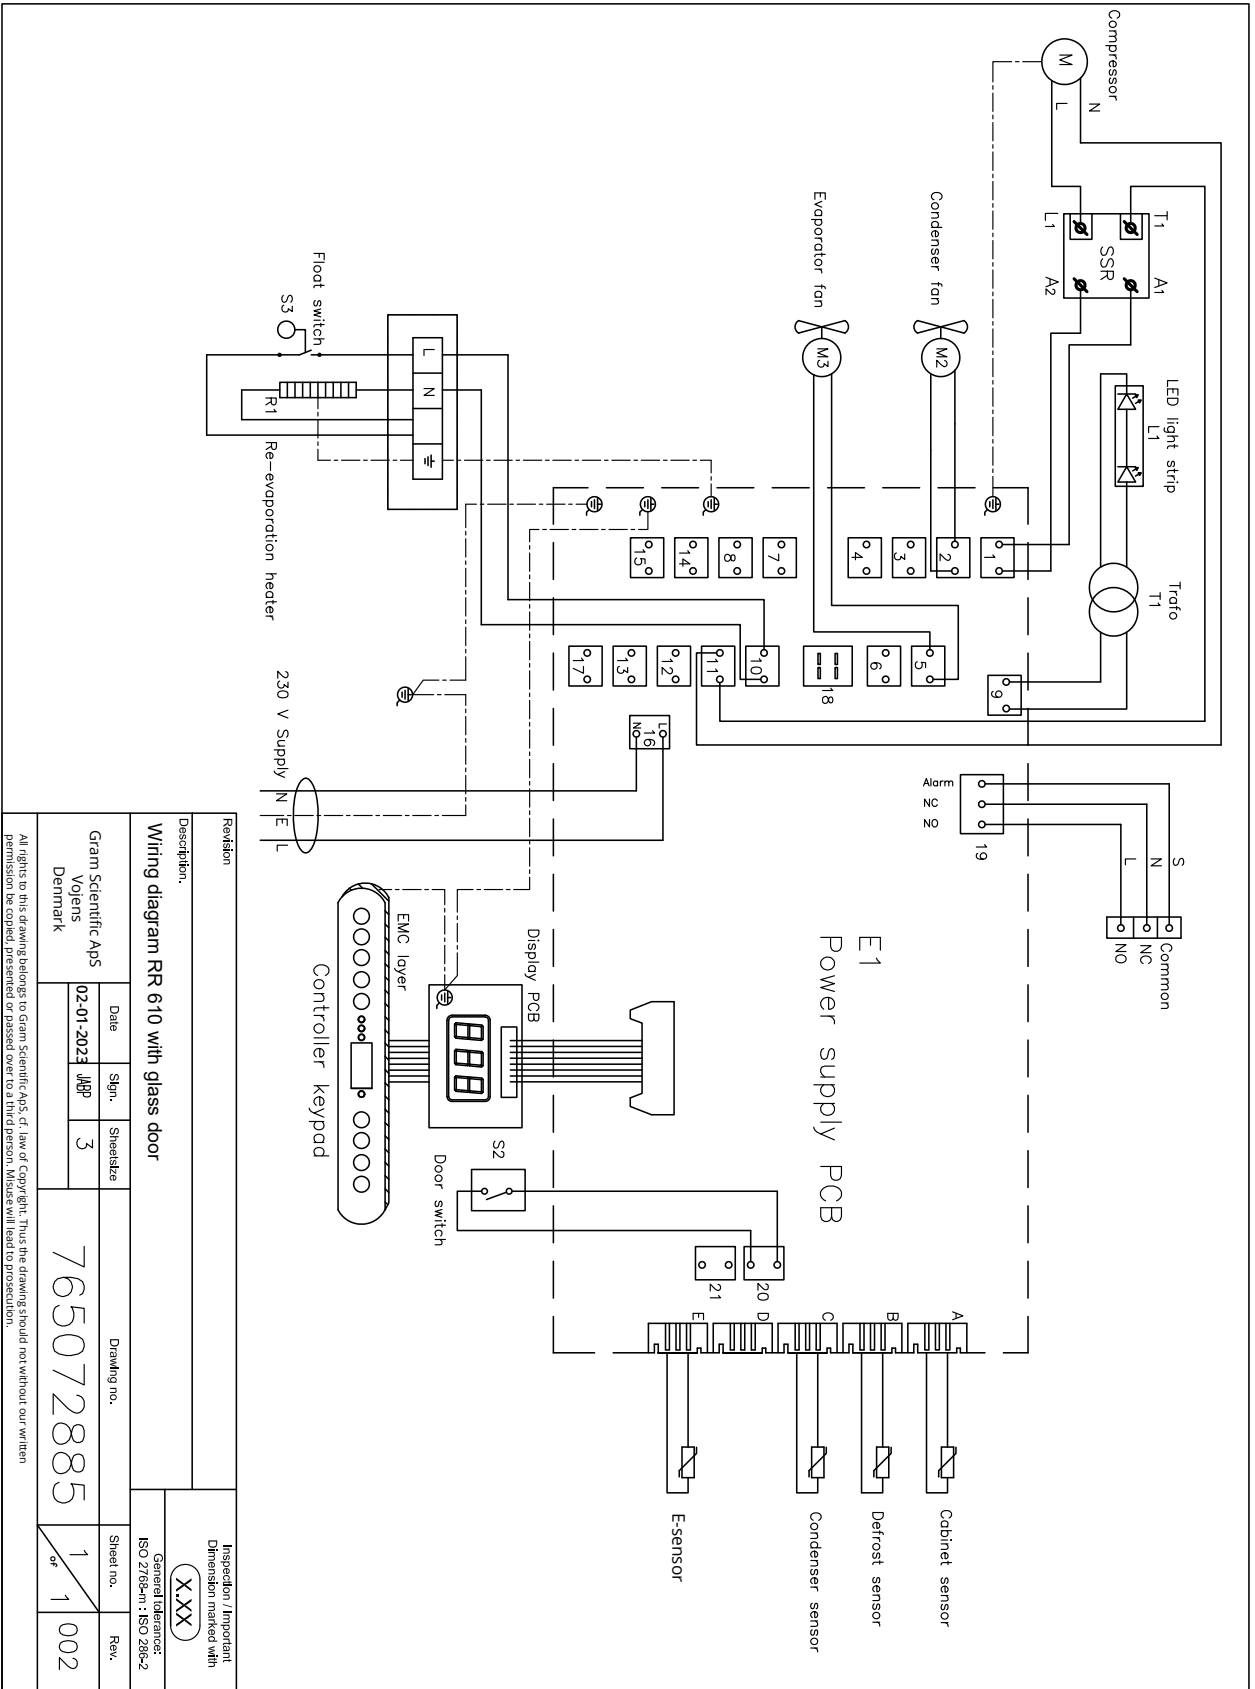 Compressor
M
N
L
T1
A1
SSR
L1
A2
LED light strip
L1
Trafo
T1
Condenser fan
M2
Evaporator fan
M3
Float switch
S3
L
N
R1
Re-evaporation heater
1
2
3
4
7
8
14
15
9
5
6
18
10
11
12
13
17
L
16
N
230 V Supply
N
E
L
Alarm
NC
NO
19
S
N
L
Common
NC
NO
E1
Power supply PCB
Display PCB
EMC layer
Controller keypad
S2
Door switch
20
21
A
B
C
D
E
Cabinet sensor
Defrost sensor
Condenser sensor
E-sensor
Revision
Inspection / Important
Dimension marked with
X.XX
Description.
Wiring diagram RR 610 with glass door
Generel tolerance:
ISO 2768-m : ISO 286-2
Gram Scientific ApS
Vojens
Denmark
Date
02-01-2023
Sign.
JABP
Sheetsize
3
Drawing no.
765072885
Sheet no.
1 of 1
Rev.
002
All rights to this drawing belongs to Gram Scientific ApS, cf. law of Copyright. Thus the drawing should not without our written
permission be copied, presented or passed over to a third person. Misuse will lead to prosecution.